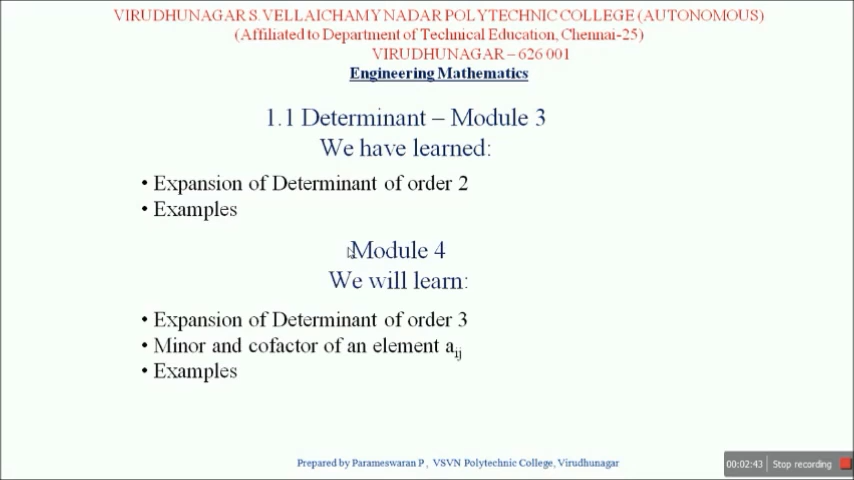 VIRUDHUNAGAR S.VELLAICHAMY NADAR POLYTECHNIC COLLEGE (AUTONOMOUS)
(Affiliated to Department of Technical Education, Chennai-25)
VIRUDHUNAGAR – 626 001
Engineering Mathematics
1.1 Determinant – Module 3
We have learned:
• Expansion of Determinant of order 2
• Examples
Module 4
We will learn:
• Expansion of Determinant of order 3
• Minor and cofactor of an element aij
• Examples
Prepared by Parameswaran P , VSVN Polytechnic College, Virudhunagar
00:02:43 Stop recording